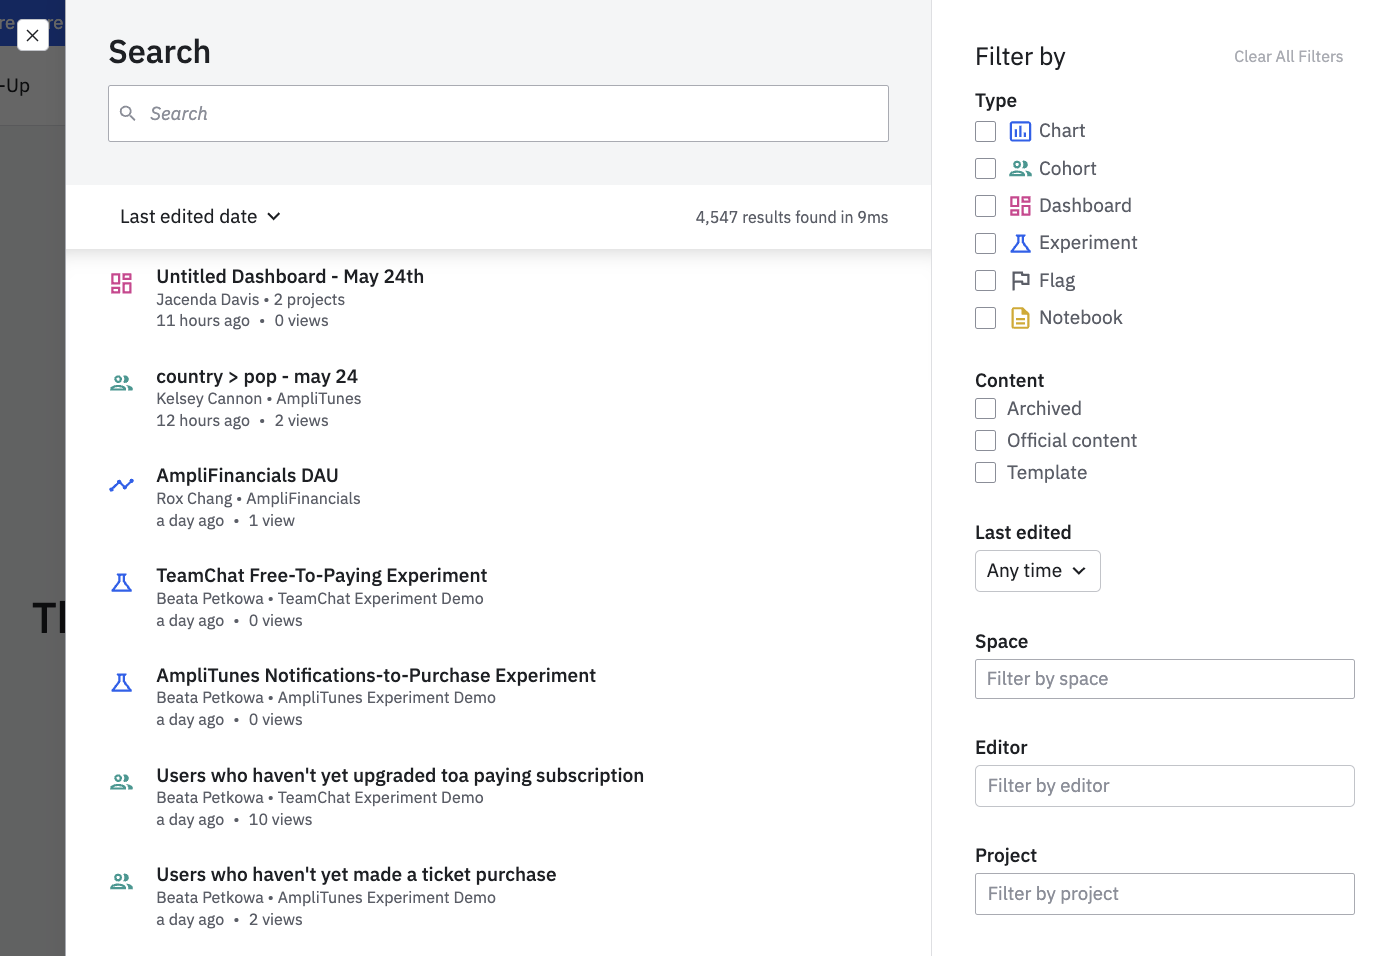 re
re
-Up
Search
Search
Last edited date
4,547 results found in 9ms
Untitled Dashboard - May 24th
Jacenda Davis • 2 projects
11 hours ago • 0 views
country > pop - may 24
Kelsey Cannon • AmpliTunes
12 hours ago • 2 views
AmpliFinancials DAU
Rox Chang • AmpliFinancials
a day ago • 1 view
TeamChat Free-To-Paying Experiment
Beata Petkowa • TeamChat Experiment Demo
a day ago • 0 views
AmpliTunes Notifications-to-Purchase Experiment
Beata Petkowa • AmpliTunes Experiment Demo
a day ago • 0 views
Users who haven't yet upgraded toa paying subscription
Beata Petkowa • TeamChat Experiment Demo
a day ago • 10 views
Users who haven't yet made a ticket purchase
Beata Petkowa • AmpliTunes Experiment Demo
a day ago • 2 views
Filter by
Clear All Filters
Type
Chart
Cohort
Dashboard
Experiment
Flag
Notebook
Content
Archived
Official content
Template
Last edited
Any time
Space
Filter by space
Editor
Filter by editor
Project
Filter by project